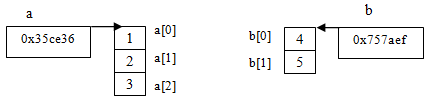 a b
0x35ce36 1 a[0] b[0] 4 0x757aef
2 a[1] b[1] 5
3 a[2]